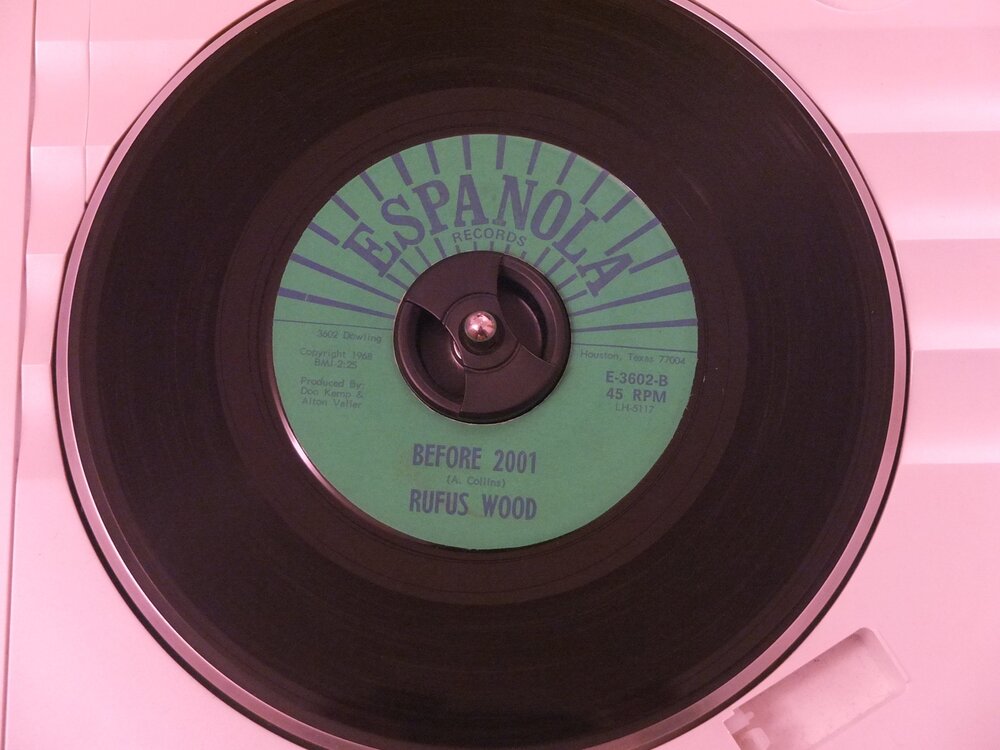 ESPANOLA
RECORDS
3602 Dowling
Houston, Texas 77004
Copyright 1968
BMI-2:25
Produced By:
Don Kemp &
Alton Valier
E-3602-B
45 RPM
LH-5117
BEFORE 2001
(A. Collins)
RUFUS WOOD